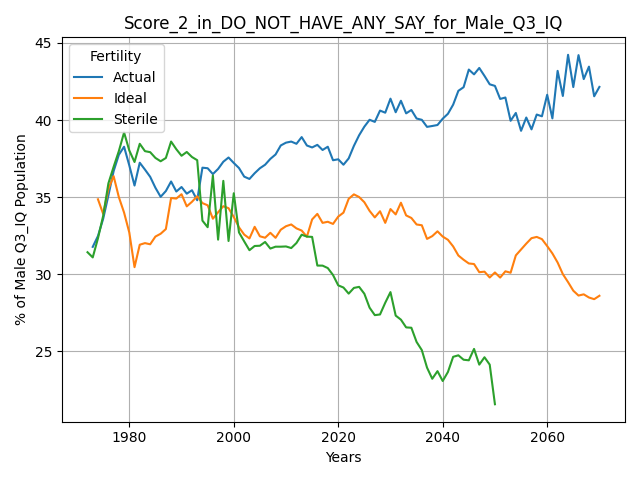 Score_2_in_DO_NOT_HAVE_ANY_SAY_for_Male_Q3_IQ
Fertility
Actual
Ideal
Sterile
% of Male Q3_IQ Population
45
40
35
30
25
1980
2000
2020
2040
2060
Years